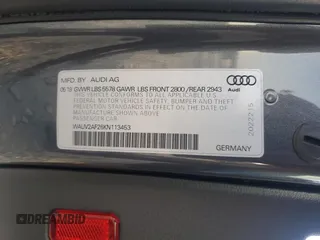 MFD. BY: AUDI AG
06/18 GVWR LBS 5578 GAWR LBS FRONT 2800 / REAR 2943
THIS VEHICLE CONFORMS TO ALL APPLICABLE
FEDERAL MOTOR VEHICLE SAFETY, BUMPER AND THEFT
PREVENTION STANDARDS IN EFFECT ON THE DATE OF
MANUFACTURE SHOWN ABOVE
PASSENGER CAR
WAUV2AF26KN113453
GERMANY
Audi
DREAMBID